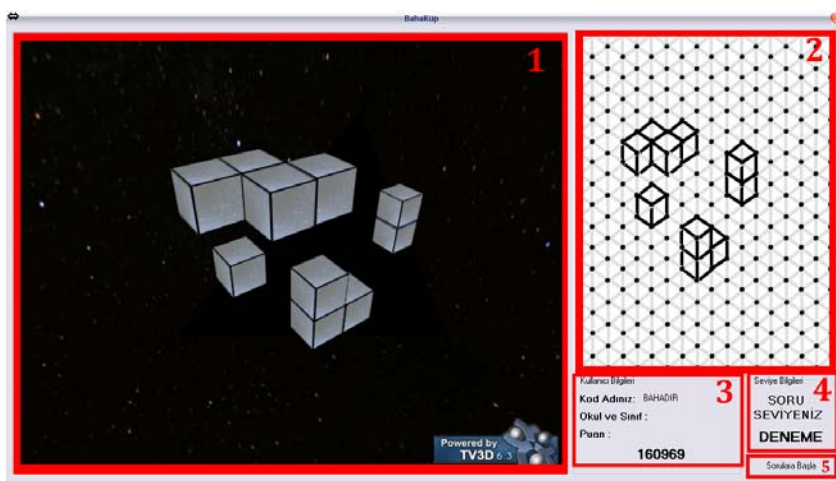 BahaKüp
1
2
Kullanıcı Bilgileri
Kod Adınız: BAHADIR
Okul ve Sınıf :
Puan :
160969
3
Seviye Bilgileri
4
SORU
SEVİYENİZ
DENEME
Sorulara Başla
5
Powered by
TV3D 6.3